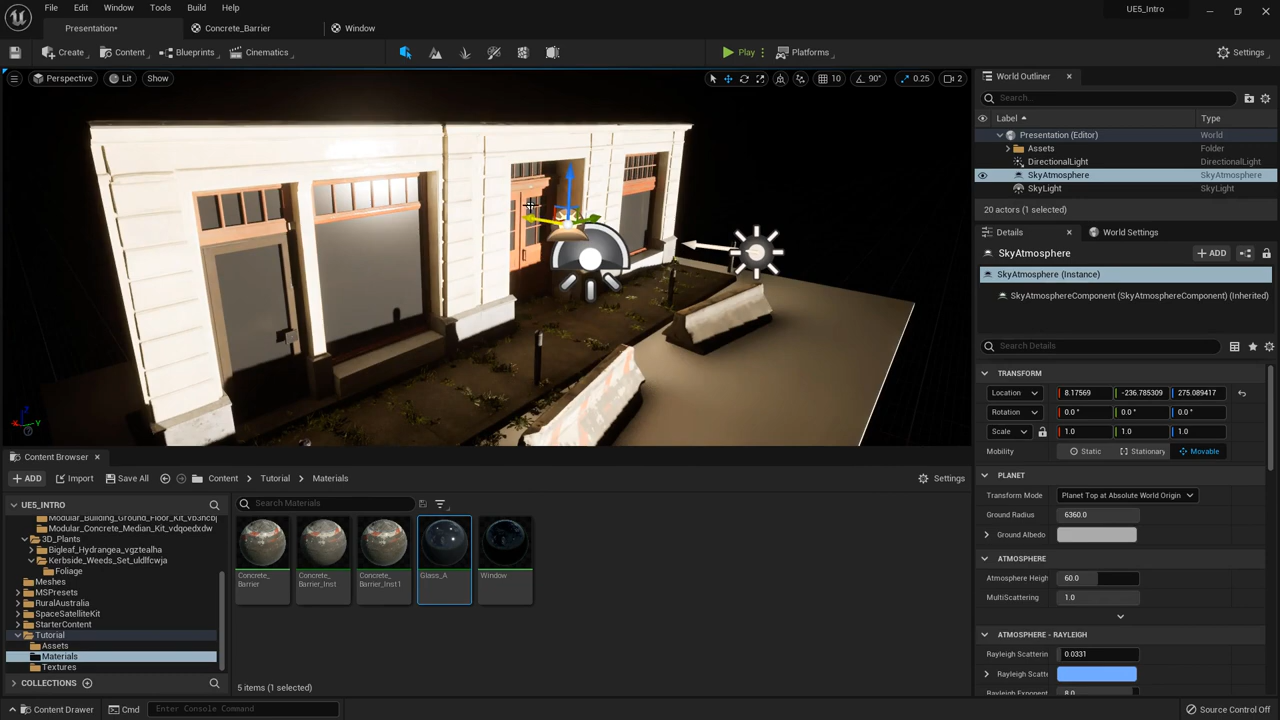 File Edit Window Tools Build Help
UE5_Intro
Presentation* Concrete_Barrier Window
Create Content Blueprints Cinematics Play Platforms Settings
Perspective Lit Show 10 90° 0.25 2
World Outliner
Search...
Label Type
Presentation (Editor) World
Assets Folder
DirectionalLight DirectionalLight
SkyAtmosphere SkyAtmosphere
SkyLight SkyLight
20 actors (1 selected)
Details World Settings
SkyAtmosphere ADD
SkyAtmosphere (Instance)
SkyAtmosphereComponent (SkyAtmosphereComponent) (Inherited)
Search Details
TRANSFORM
Location 8.17569 -236.785309 275.089417
Rotation 0.0 ° 0.0 ° 0.0 °
Scale 1.0 1.0 1.0
Mobility Static Stationary Movable
PLANET
Transform Mode Planet Top at Absolute World Origin
Ground Radius 6360.0
Ground Albedo
ATMOSPHERE
Atmosphere Heigh 60.0
MultiScattering 1.0
ATMOSPHERE - RAYLEIGH
Rayleigh Scatterin 0.0331
Rayleigh Scatte
Rayleigh Exponent 8.0
Content Browser
ADD Import Save All Content Tutorial Materials Settings
UE5_INTRO
Search Materials
Modular_Building_Ground_Floor_Kit_vb3ncbj
Modular_Concrete_Median_Kit_vdqoedxdw
3D_Plants
Bigleaf_Hydrangea_vgztealha
Kerbside_Weeds_Set_uldlfcwja
Foliage
Meshes
MSPresets
RuralAustralia
SpaceSatelliteKit
StarterContent
Tutorial
Assets
Materials
Textures
Concrete_
Barrier
Concrete_
Barrier_Inst
Concrete_
Barrier_Inst1
Glass_A
Window
COLLECTIONS
5 items (1 selected)
Content Drawer Cmd Enter Console Command Source Control Off